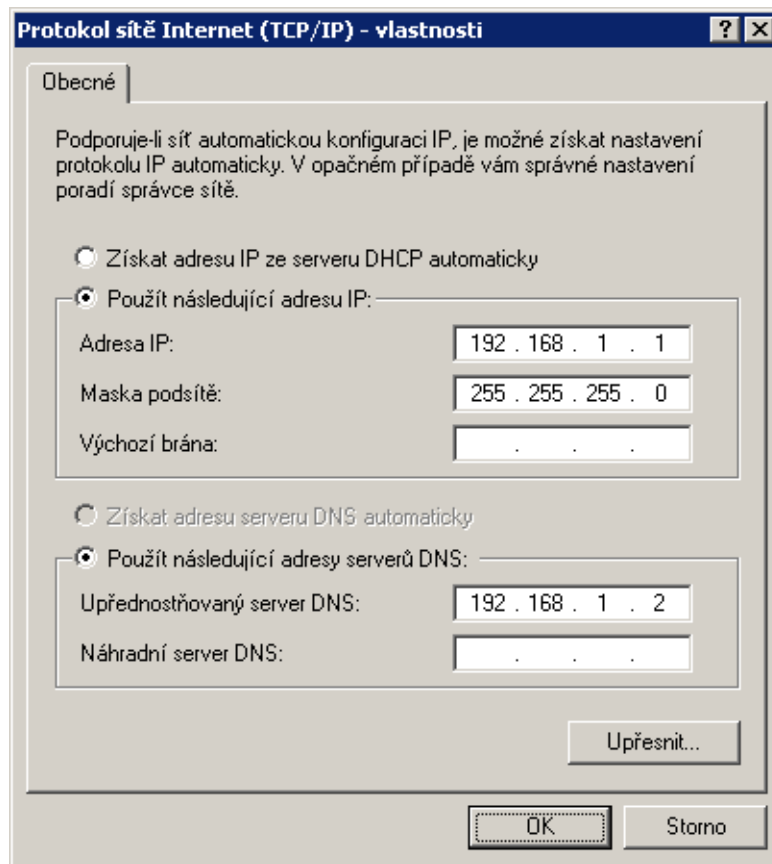 Protokol sítě Internet (TCP/IP) - vlastnosti
Obecné
Podporuje-li síť automatickou konfiguraci IP, je možné získat nastavení
protokolu IP automaticky. V opačném případě vám správné nastavení
poradí správce sítě.
Získat adresu IP ze serveru DHCP automaticky
Použít následující adresu IP:
Adresa IP: 192 . 168 . 1 . 1
Maska podsítě: 255 . 255 . 255 . 0
Výchozí brána: . . .
Získat adresu serveru DNS automaticky
Použít následující adresy serverů DNS:
Upřednostňovaný server DNS: 192 . 168 . 1 . 2
Náhradní server DNS: . . .
Upřesnit...
OK Storno